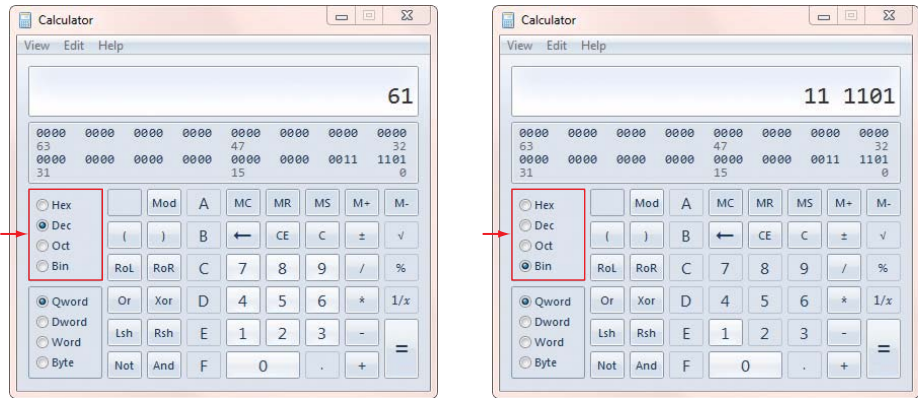 Calculator
View Edit Help
61
0000 0000 0000 0000 0000 0000 0000 0000
63 47 32
0000 0000 0000 0000 0000 0000 0011 1101
31 15 0
Hex
Dec
Oct
Bin
Qword
Dword
Word
Byte
Mod A MC MR MS M+ M-
( ) B ← CE C ± √
RoL RoR C 7 8 9 / %
Or Xor D 4 5 6 * 1/x
Lsh Rsh E 1 2 3 - =
Not And F 0 . +
Calculator
View Edit Help
11 1101
0000 0000 0000 0000 0000 0000 0000 0000
63 47 32
0000 0000 0000 0000 0000 0000 0011 1101
31 15 0
Hex
Dec
Oct
Bin
Qword
Dword
Word
Byte
Mod A MC MR MS M+ M-
( ) B ← CE C ± √
RoL RoR C 7 8 9 / %
Or Xor D 4 5 6 * 1/x
Lsh Rsh E 1 2 3 - =
Not And F 0 . +